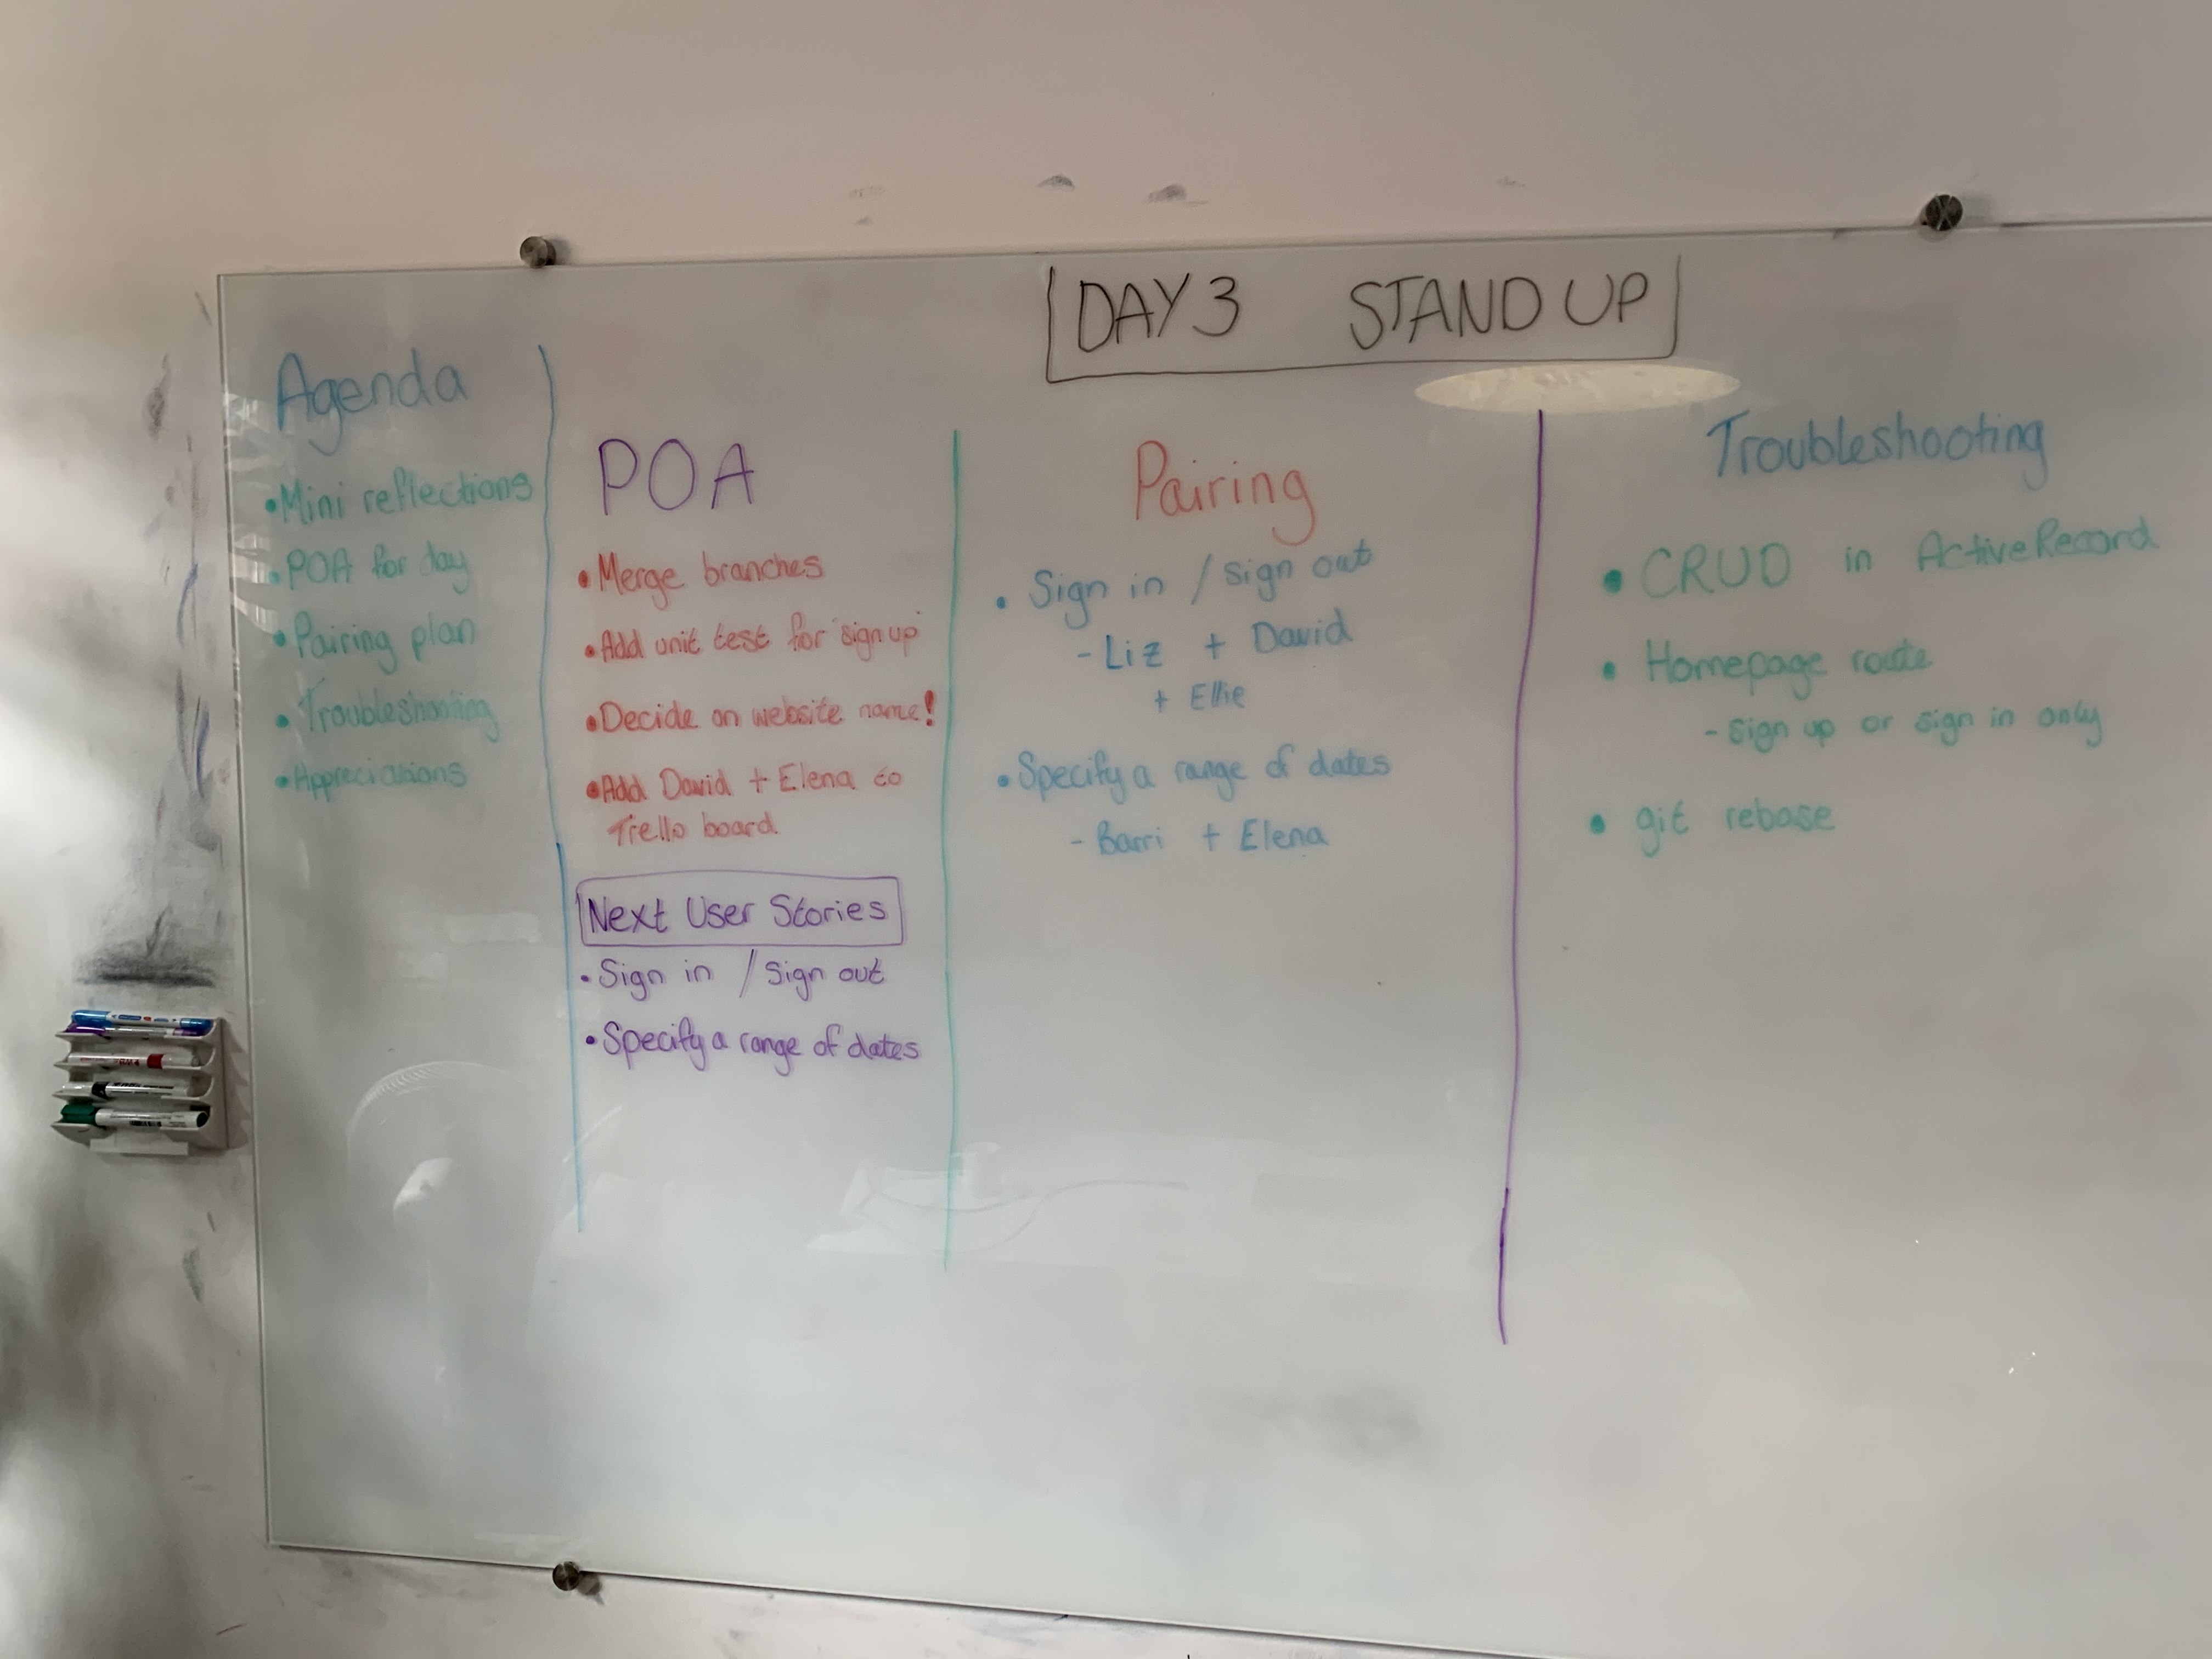 DAY 3 STAND UP
Agenda
• Mini reflections
• POA for day
• Pairing plan
• Troubleshooting
• Appreciations
POA
• Merge branches
• Add unit test for 'sign up'
• Decide on website name!
• Add David + Elena to
Trello board
Next User Stories
• Sign in / Sign out
• Specify a range of dates
Pairing
• Sign in / sign out
- Liz + David
+ Ellie
• Specify a range of dates
- Barri + Elena
Troubleshooting
• CRUD in ActiveRecord
• Homepage route
- sign up or sign in only
• git rebase